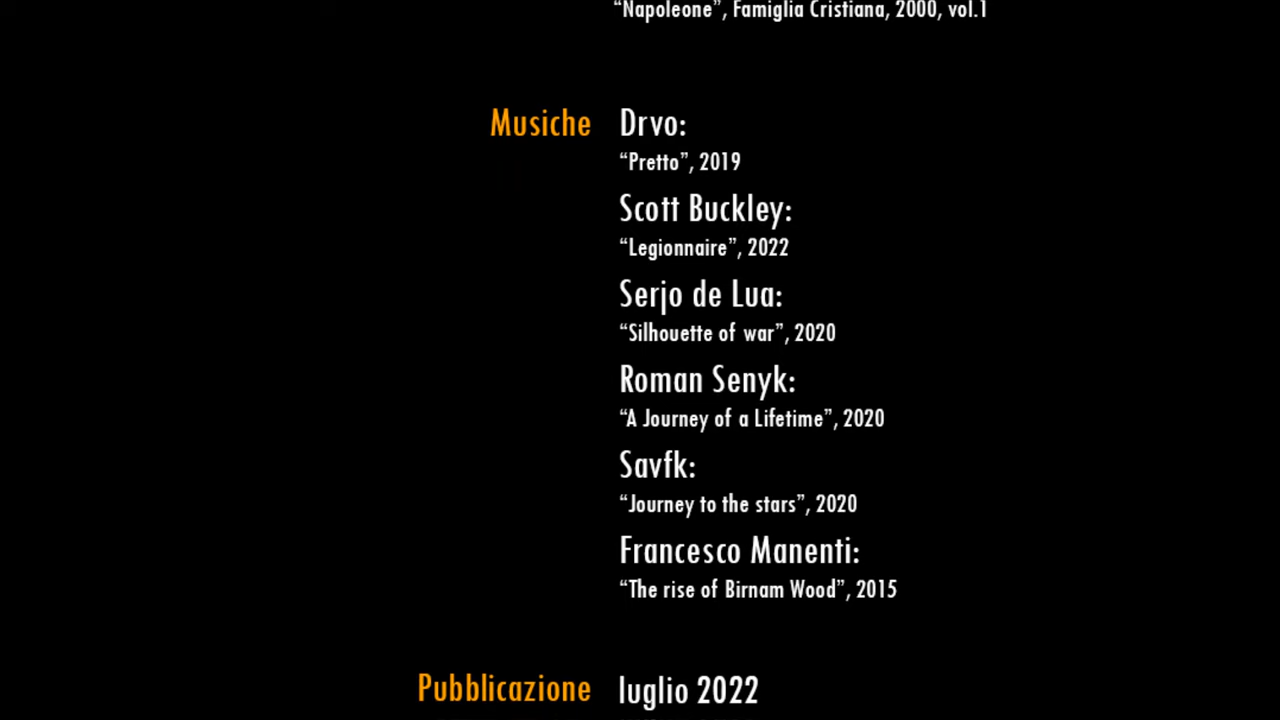 “Napoleone”, Famiglia Cristiana, 2000, vol.1
Musiche Drvo:
“Pretto”, 2019
Scott Buckley:
“Legionnaire”, 2022
Serjo de Lua:
“Silhouette of war”, 2020
Roman Senyk:
“A Journey of a Lifetime”, 2020
Savfk:
“Journey to the stars”, 2020
Francesco Manenti:
“The rise of Birnam Wood”, 2015
Pubblicazione luglio 2022